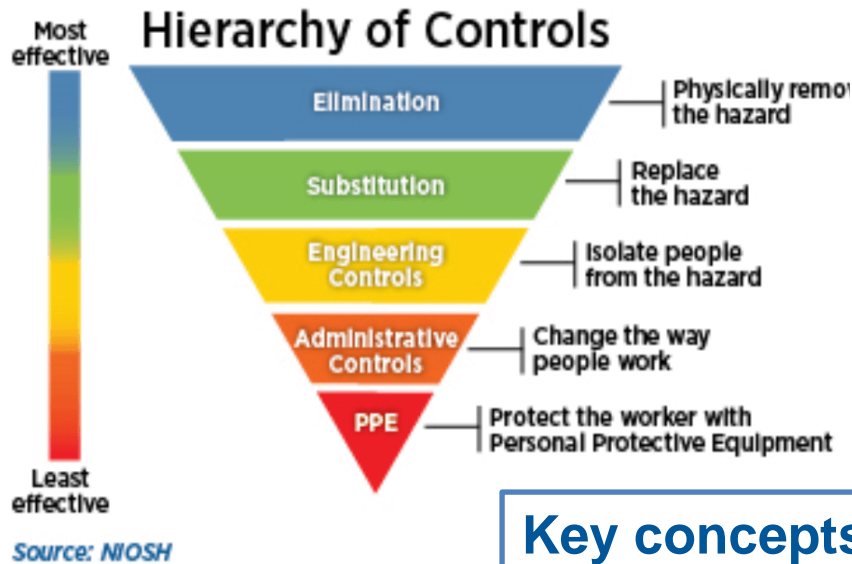 Hierarchy of Controls
Most
effective
Elimination
Physically remo
the hazard
Substitution
Replace
the hazard
Engineering
Controls
Isolate people
from the hazard
Administrative
Controls
Change the way
people work
PPE
Protect the worker with
Personal Protective Equipment
Least
effective
Source: NIOSH
Key concepts